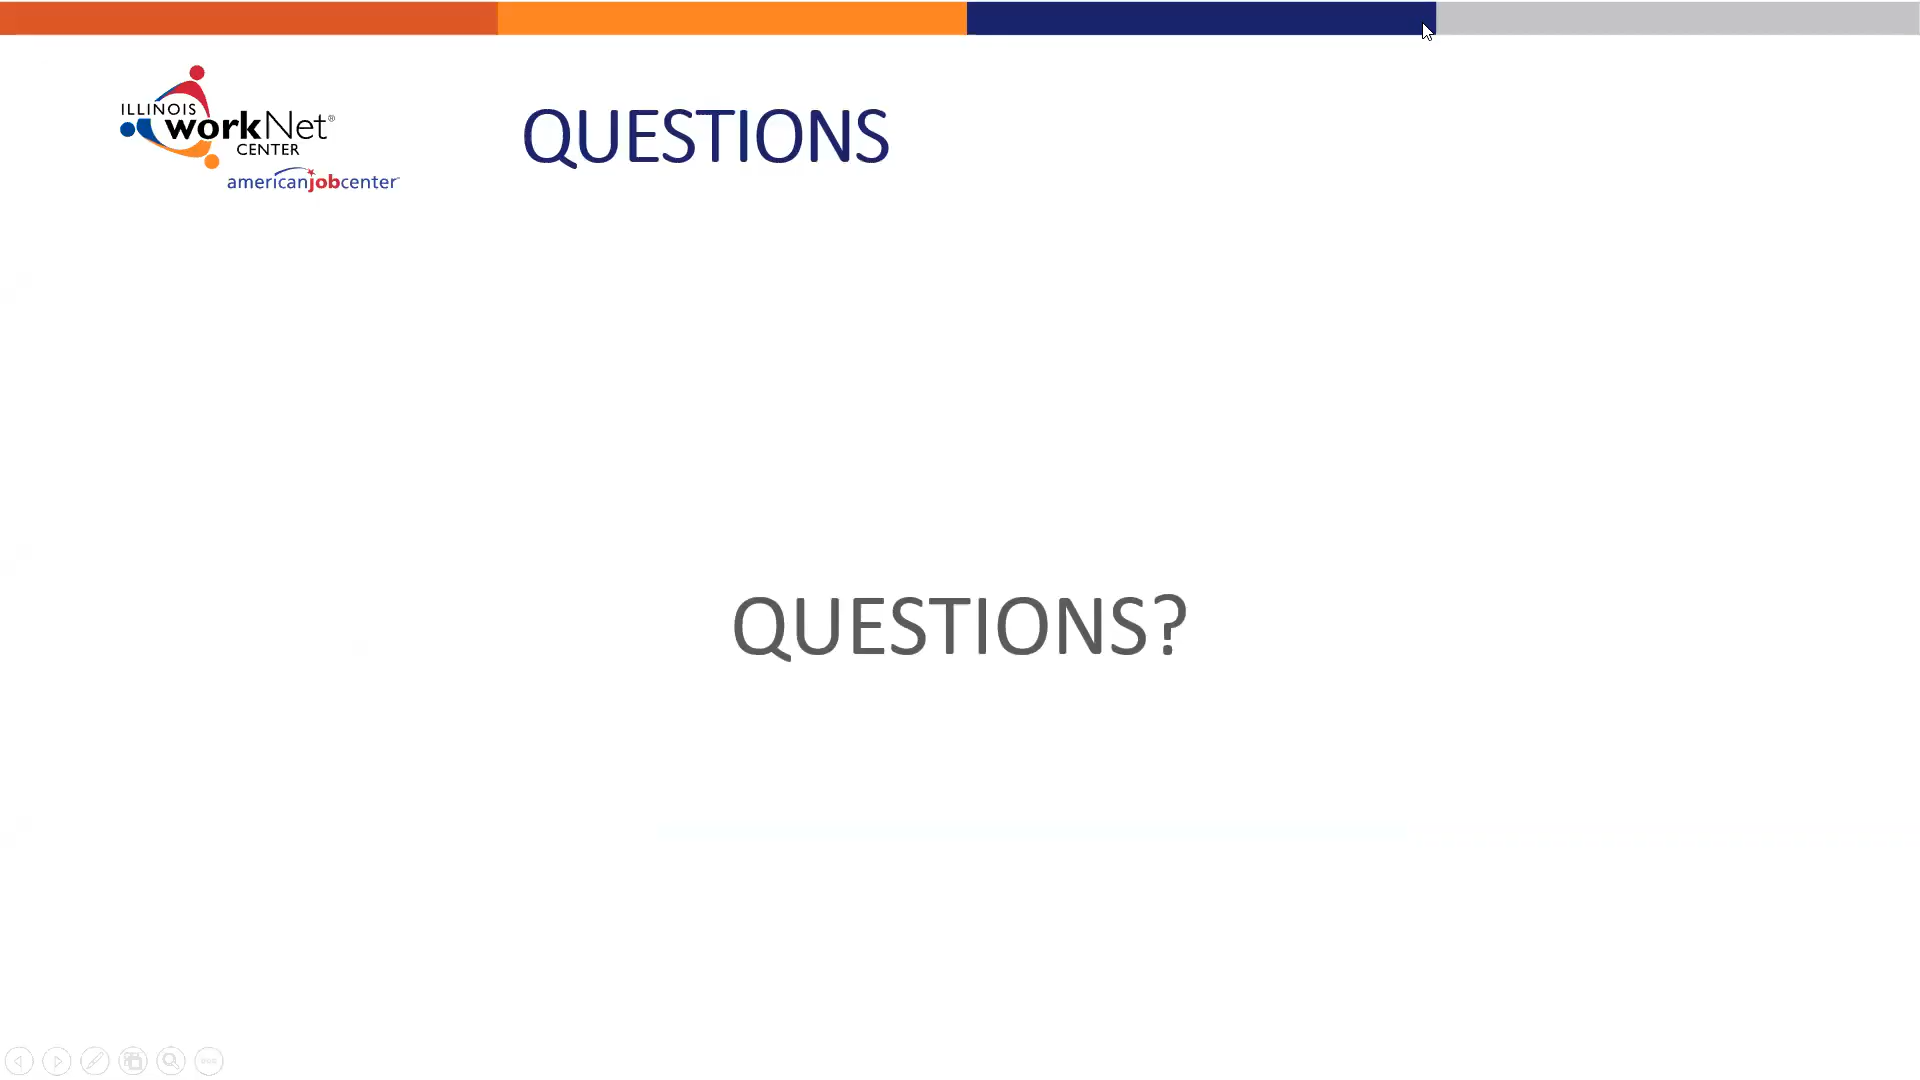 ILLINOIS
workNet®
CENTER
americanjobcenter
QUESTIONS
QUESTIONS?